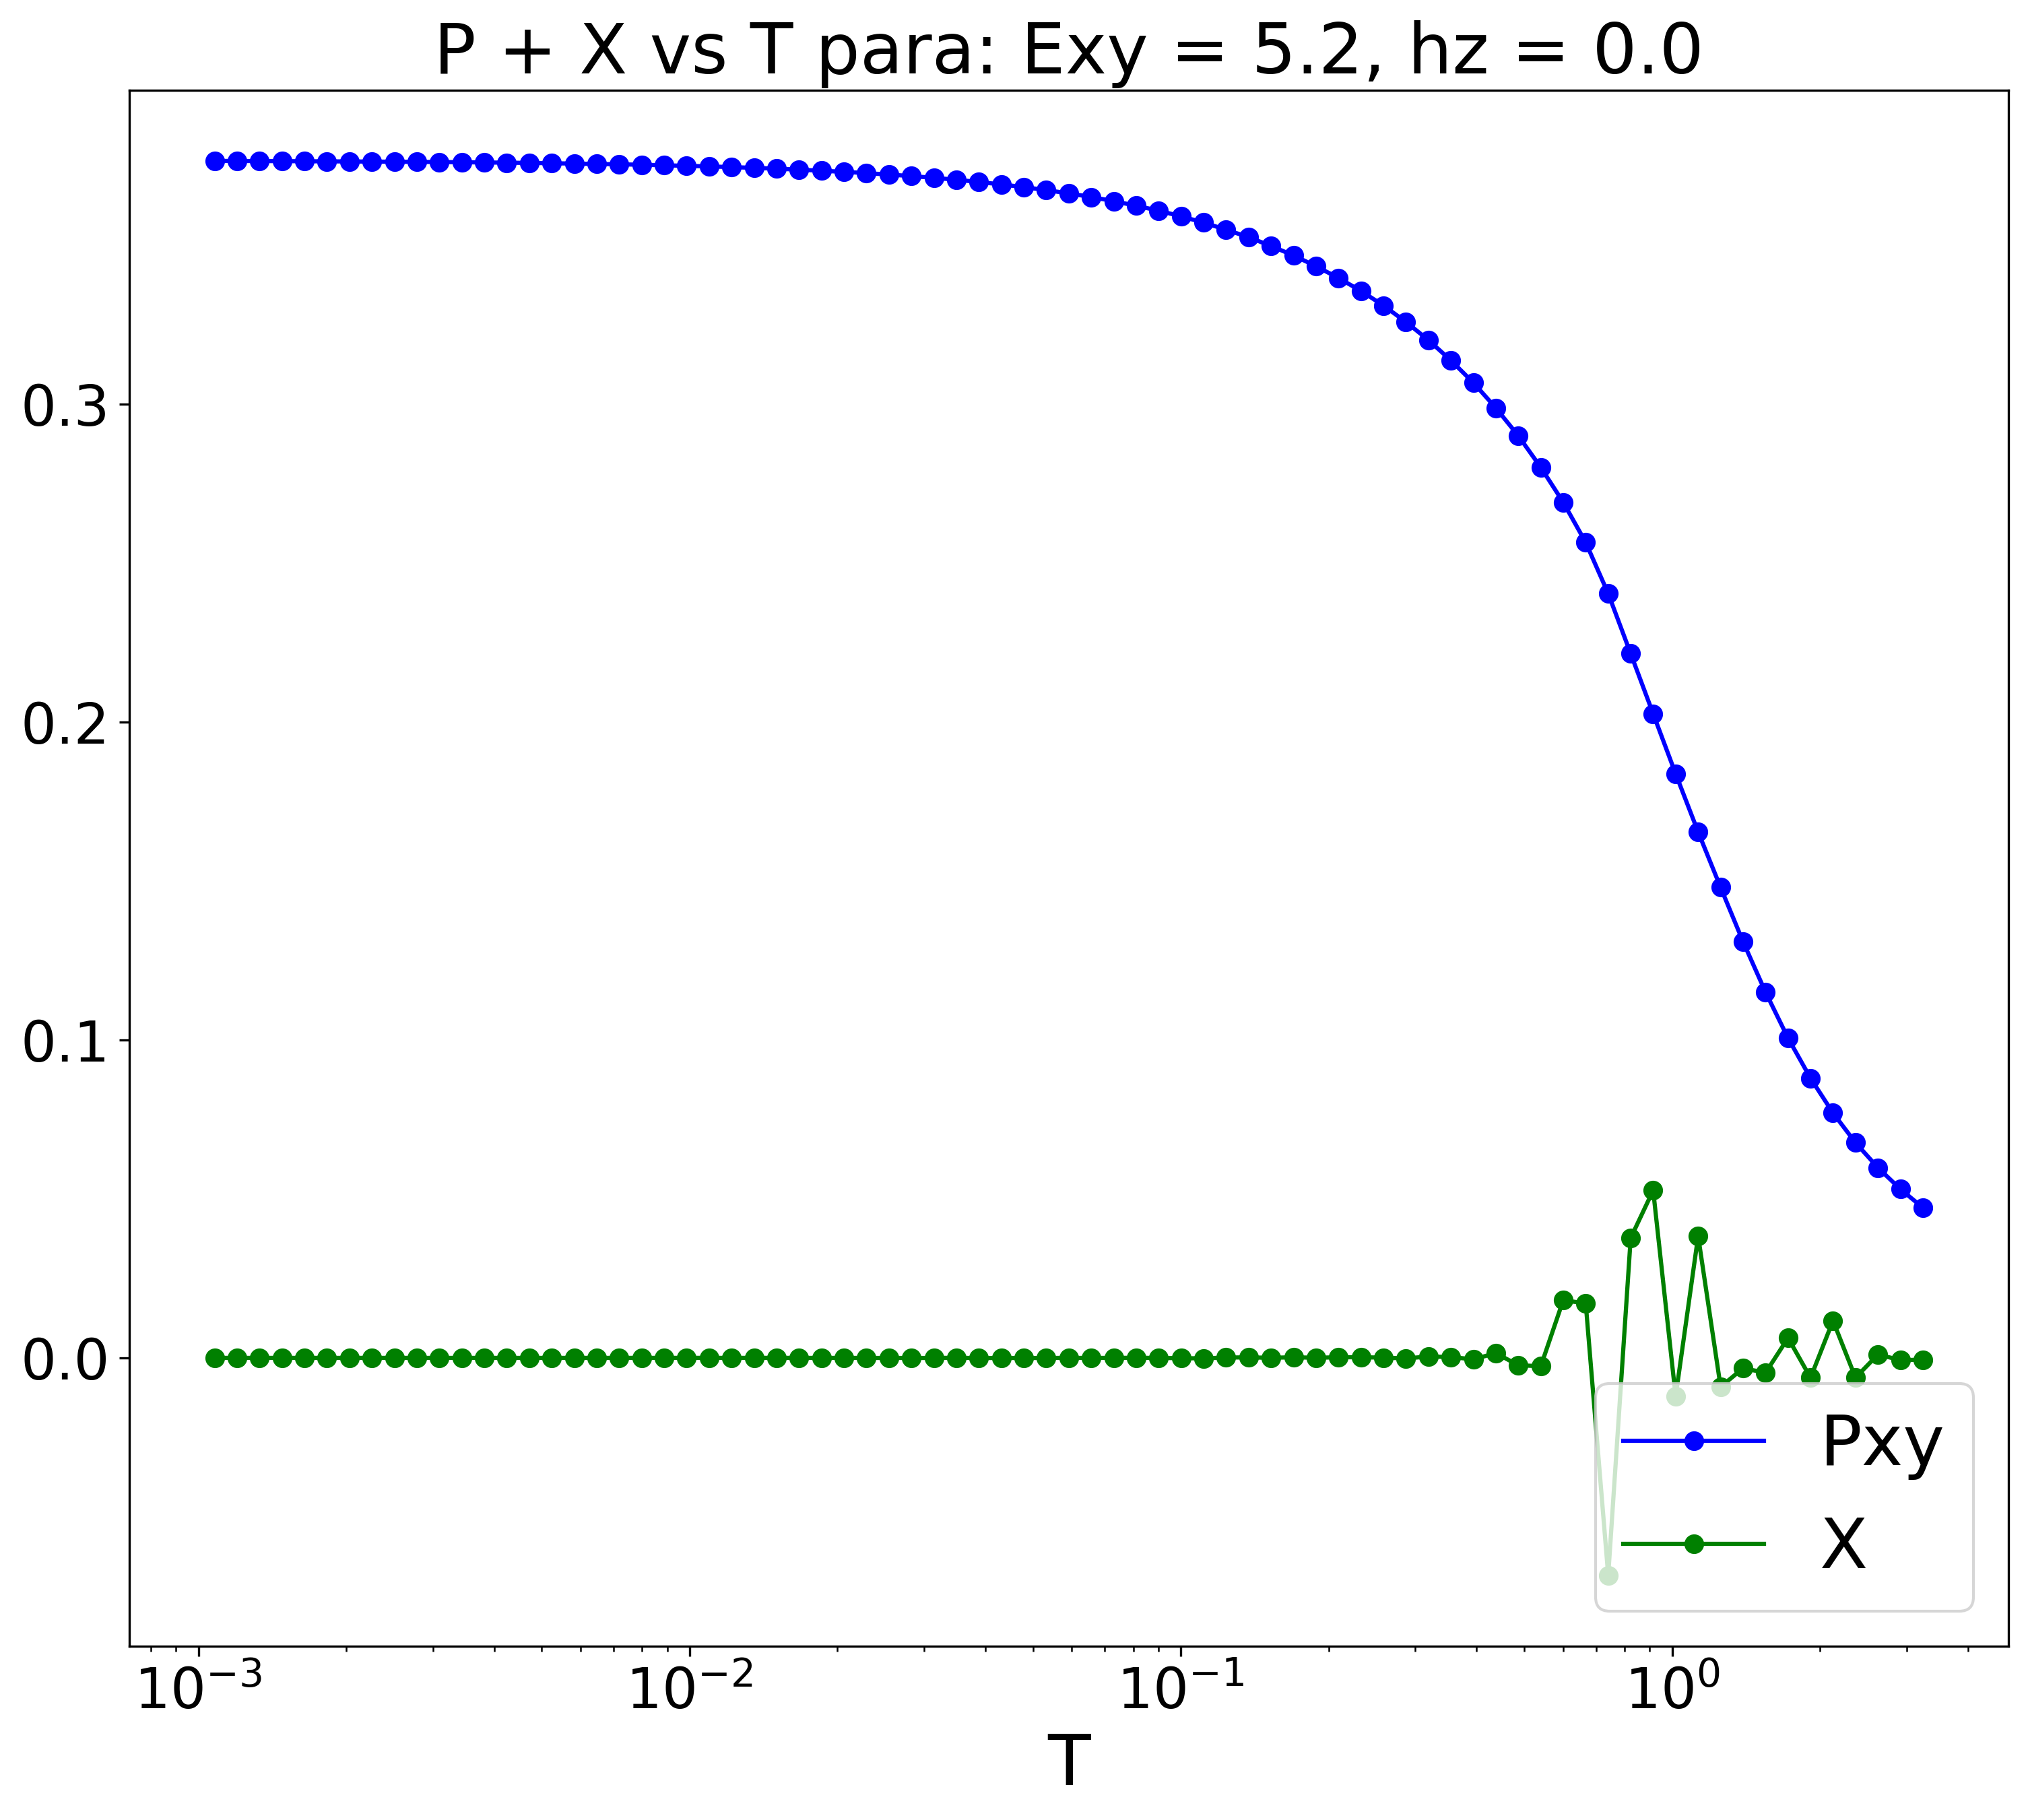 P + X vs T para: Exy = 5.2, hz = 0.0
0.3
0.2
0.1
0.0
Pxy
X
10⁻³ 10⁻² 10⁻¹ 10⁰
T